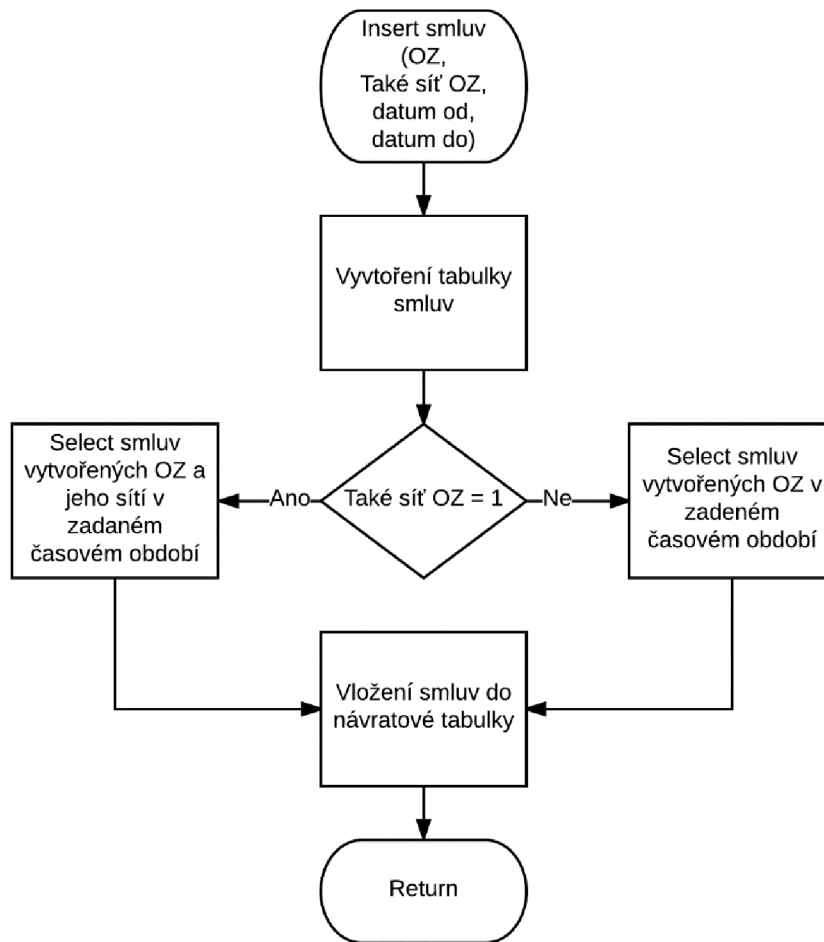 Insert smluv
(OZ,
Také síť OZ,
datum od,
datum do)
Vyvtoření tabulky
smluv
Select smluv
vytvořených OZ a
jeho sítí v
zadaném
časovém období
Ano
Také síť OZ = 1
Ne
Select smluv
vytvořených OZ v
zadeném
časovém období
Vložení smluv do
návratové tabulky
Return